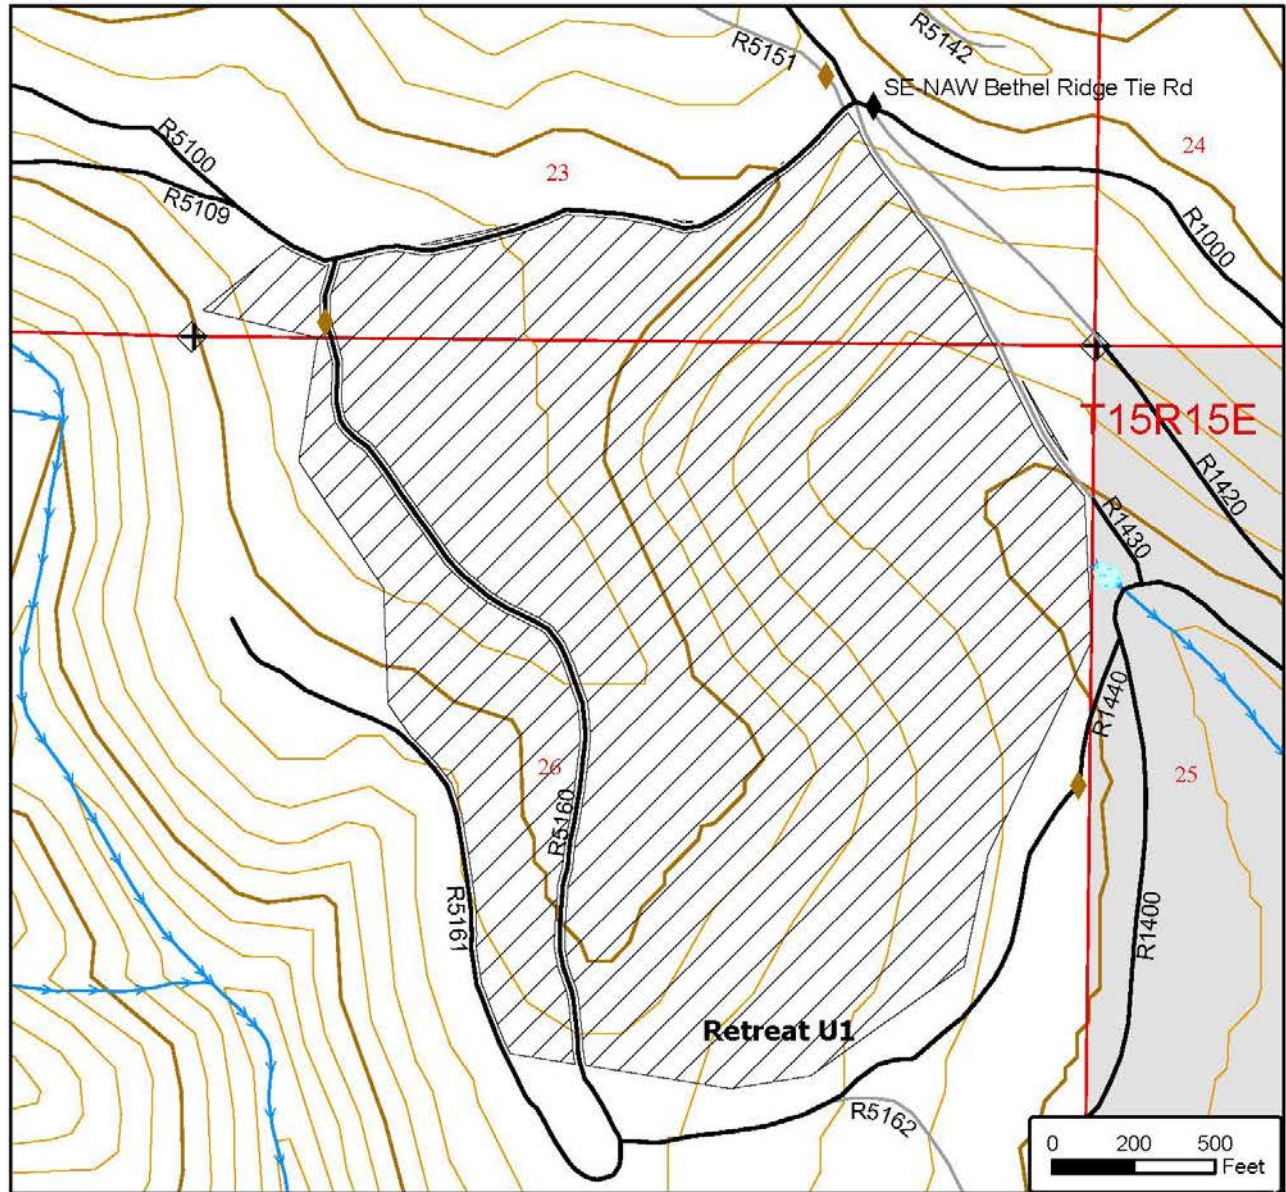 R5142
R5151
SE-NAW Bethel Ridge Tie Rd
R5100
24
23
R5109
R1000
T15R15E
R1420
R1430
R1440
26
25
R5160
R5161
R1400
Retreat U1
R5162
0 200 500
Feet